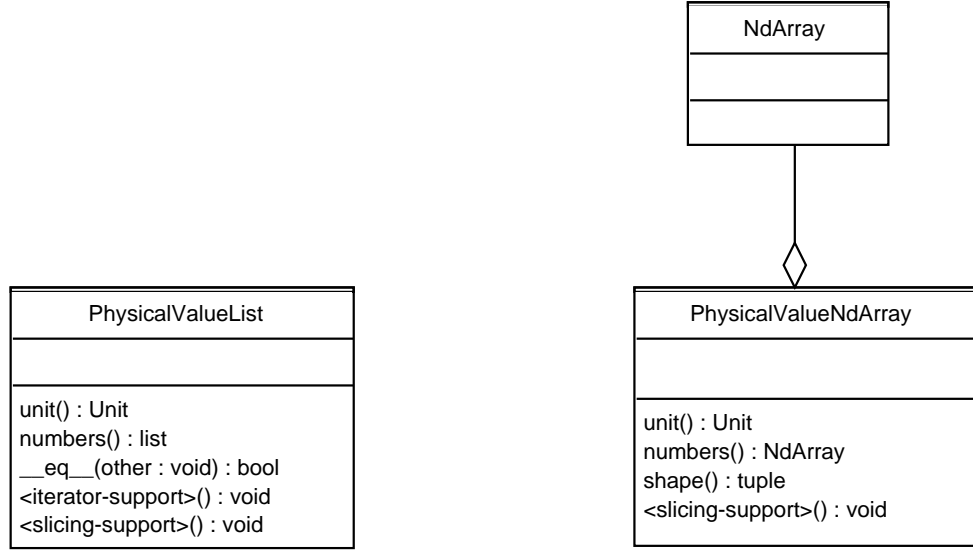 NdArray
PhysicalValueList
unit() : Unit
numbers() : list
__eq__(other : void) : bool
<iterator-support>() : void
<slicing-support>() : void
PhysicalValueNdArray
unit() : Unit
numbers() : NdArray
shape() : tuple
<slicing-support>() : void